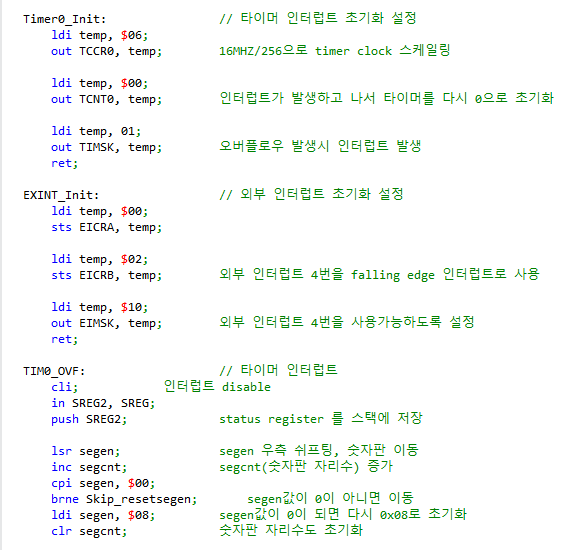 Timer0_Init: // 타이머 인터럽트 초기화 설정
ldi temp, $06;
out TCCR0, temp; 16MHZ/256으로 timer clock 스케일링
ldi temp, $00;
out TCNT0, temp; 인터럽트가 발생하고 나서 타이머를 다시 0으로 초기화
ldi temp, 01;
out TIMSK, temp; 오버플로우 발생시 인터럽트 발생
ret;
EXINT_Init: // 외부 인터럽트 초기화 설정
ldi temp, $00;
sts EICRA, temp;
ldi temp, $02;
sts EICRB, temp; 외부 인터럽트 4번을 falling edge 인터럽트로 사용
ldi temp, $10;
out EIMSK, temp; 외부 인터럽트 4번을 사용가능하도록 설정
ret;
TIM0_OVF: // 타이머 인터럽트
cli; 인터럽트 disable
in SREG2, SREG;
push SREG2; status register 를 스택에 저장
lsr segen; segen 우측 쉬프팅, 숫자판 이동
inc segcnt; segcnt(숫자판 자리수) 증가
cpi segen, $00;
brne Skip_resetsegen; segen값이 0이 아니면 이동
ldi segen, $08; segen값이 0이 되면 다시 0x08로 초기화
clr segcnt; 숫자판 자리수도 초기화